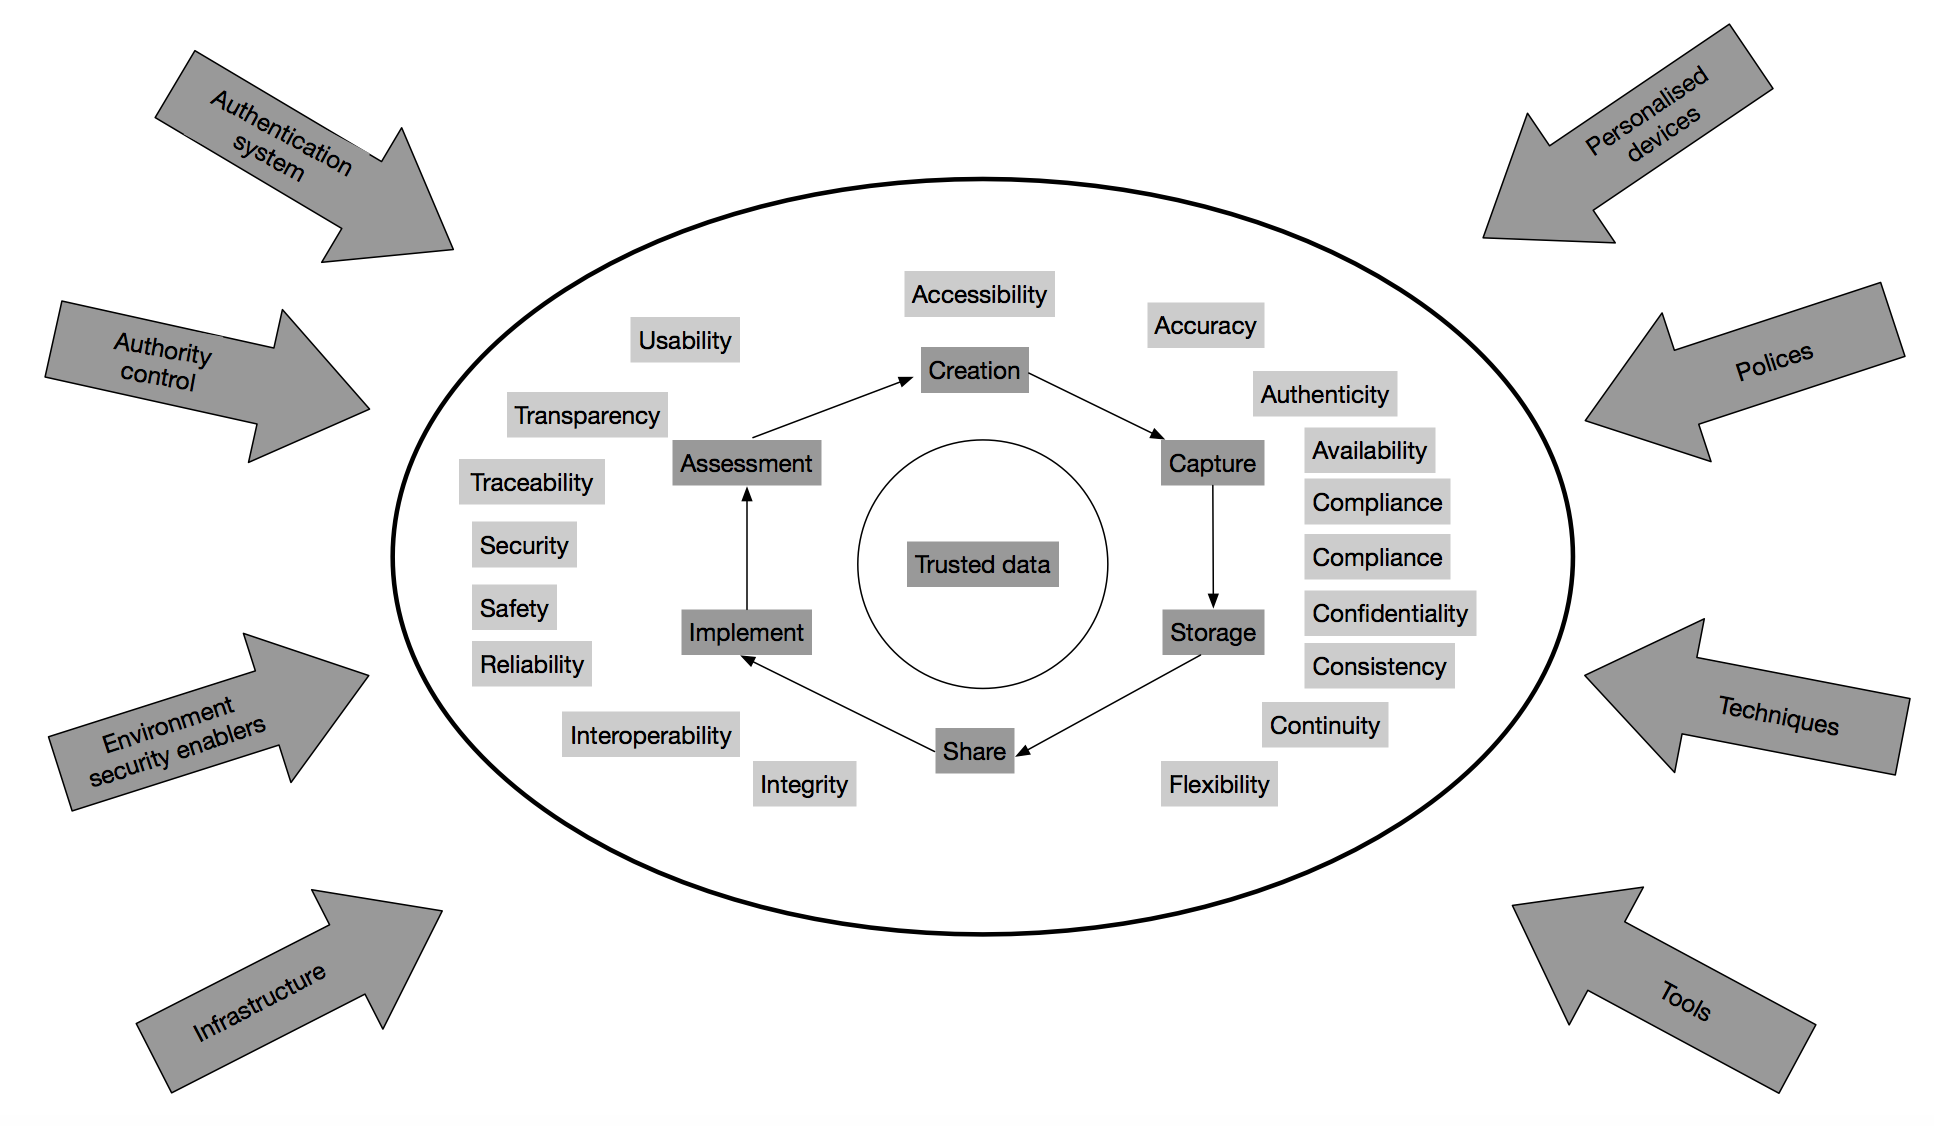 Authentication
system
Personalised
devices
Authority
control
Polices
Accessibility
Accuracy
Usability
Creation
Authenticity
Transparency
Availability
Assessment
Capture
Traceability
Compliance
Security
Compliance
Trusted data
Safety
Confidentiality
Implement
Storage
Reliability
Consistency
Interoperability
Continuity
Share
Integrity
Flexibility
Environment
security enablers
Techniques
Infrastructure
Tools